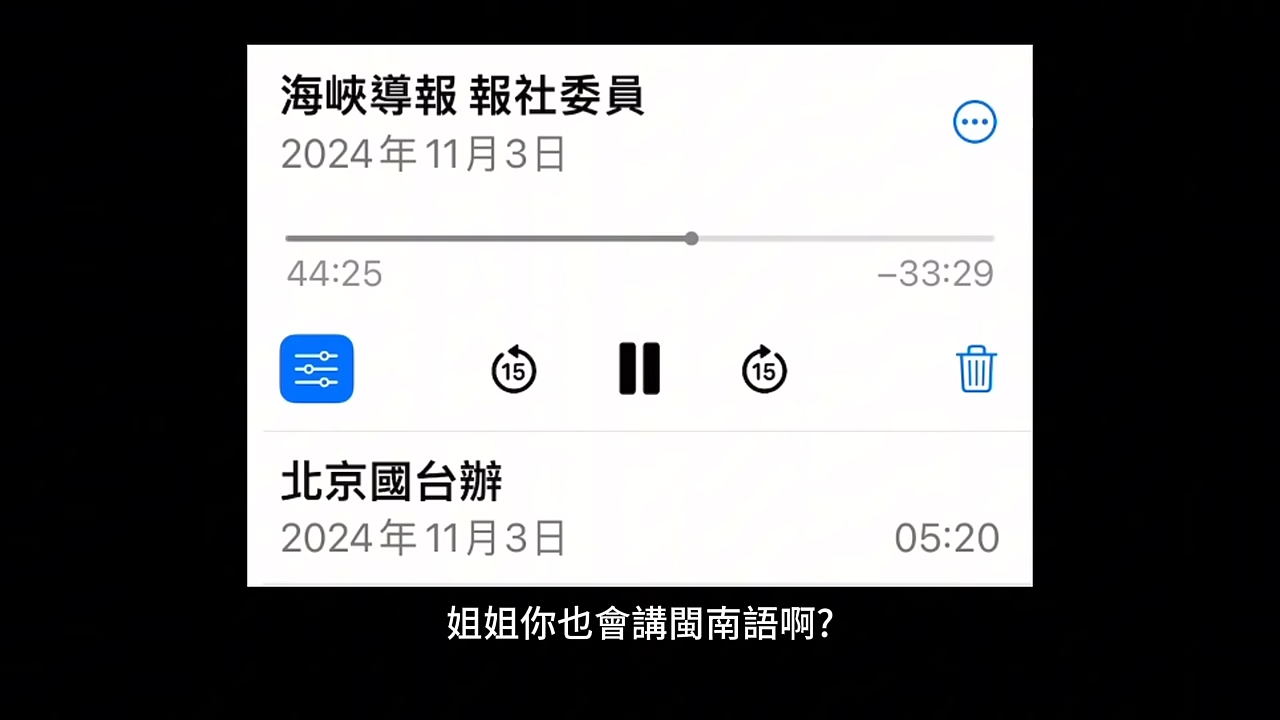 海峽導報 報社委員
2024年11月3日
44:25
–33:29
15
15
北京國台辦
2024年11月3日
05:20
姐姐你也會講閩南語啊?